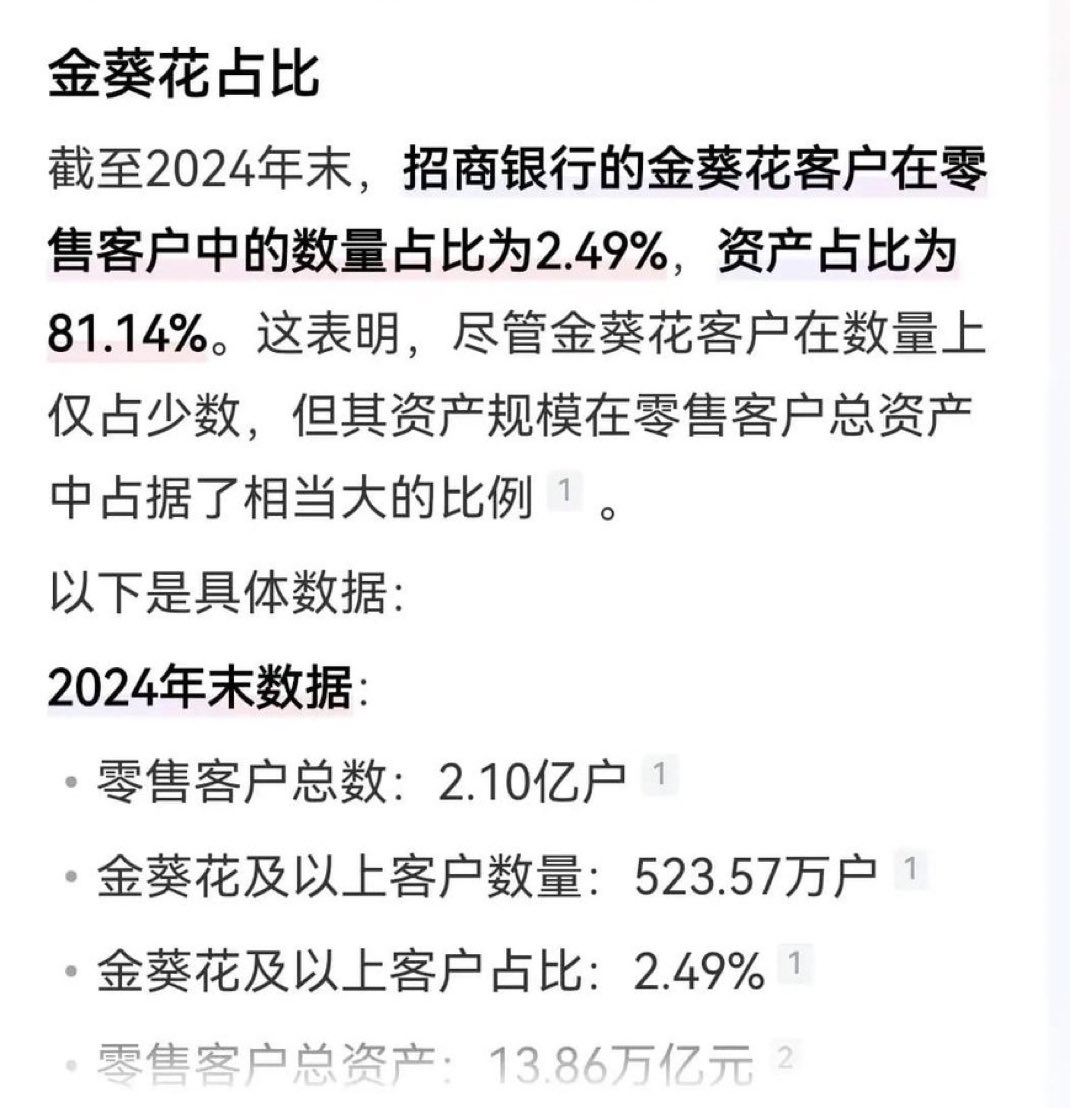 金葵花占比
截至2024年末，招商银行的金葵花客户在零
售客户中的数量占比为2.49%，资产占比为
81.14%。这表明，尽管金葵花客户在数量上
仅占少数，但其资产规模在零售客户总资产
中占据了相当大的比例 1 。
以下是具体数据：
2024年末数据：
• 零售客户总数：2.10亿户 1
• 金葵花及以上客户数量：523.57万户 1
• 金葵花及以上客户占比：2.49% 1
• 零售客户总资产：13.86万亿元 2